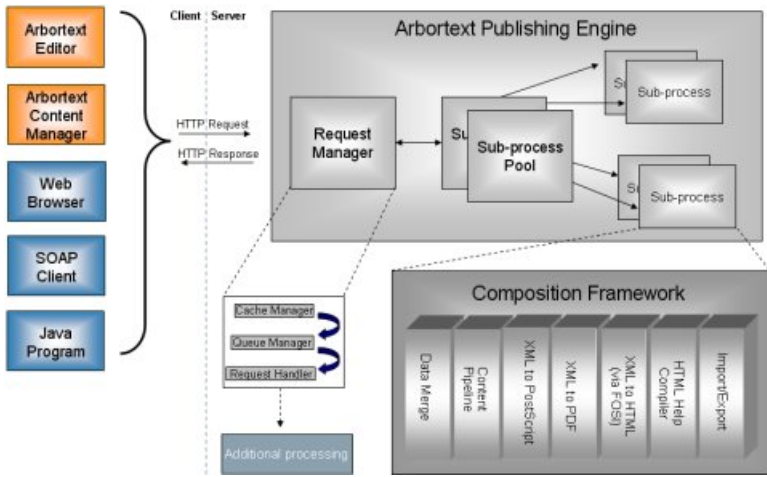 Arbortext
Editor
Arbortext
Content
Manager
Web
Browser
SOAP
Client
Java
Program
Client
Server
HTTP Request
HTTP Response
Arbortext Publishing Engine
Request
Manager
Su
Sub-process
Pool
Su
Sub-process
Su
Sub-process
Cache Manager
Queue Manager
Request Handler
Additional processing
Composition Framework
Data Merge
Content
Pipeline
XML to PostScript
XML to PDF
XML to HTML
(via FOSI)
HTML Help
Compiler
Import/Export